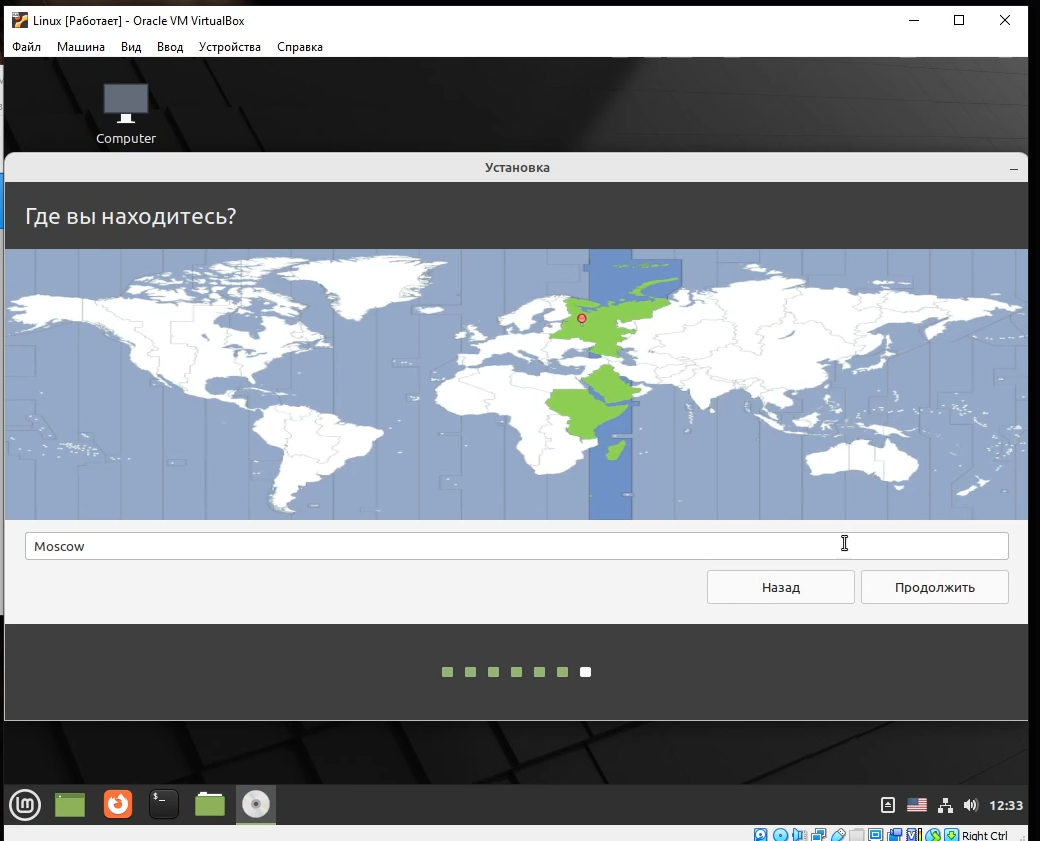 Linux [Работает] - Oracle VM VirtualBox
Файл Машина Вид Ввод Устройства Справка
Computer
Установка
Где вы находитесь?
Moscow
Назад Продолжить
12:33
Right Ctrl